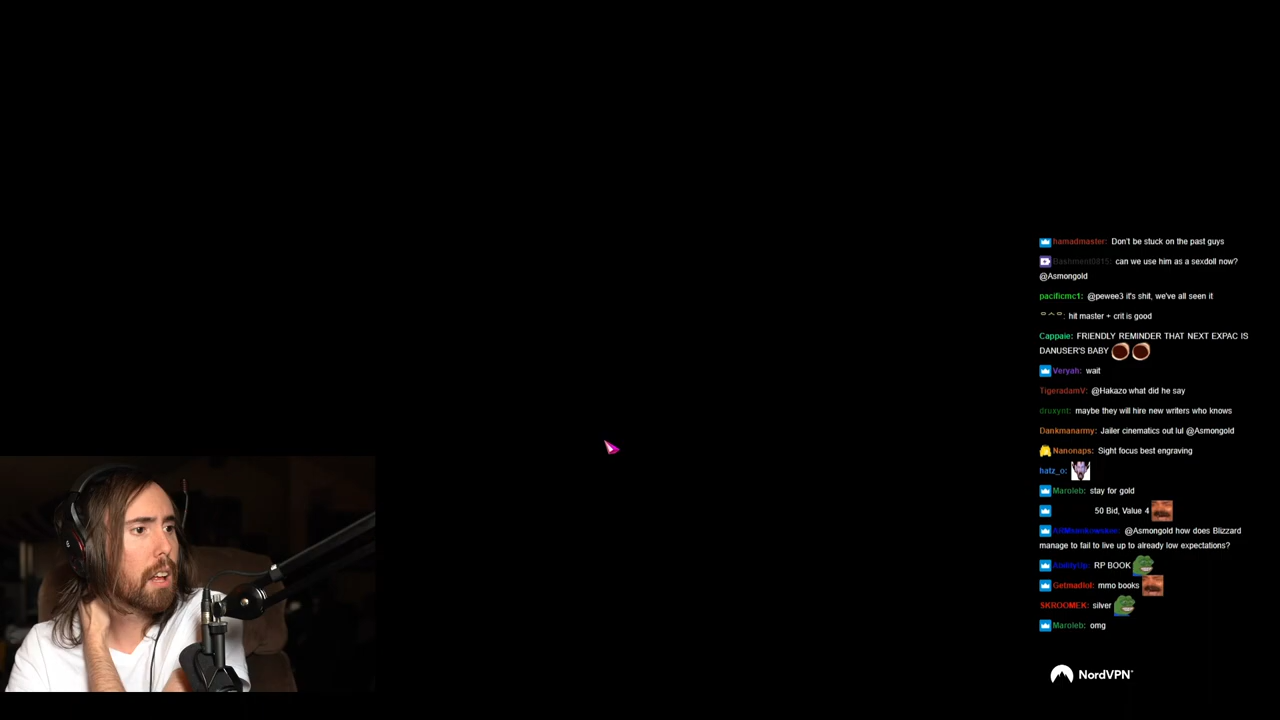 hamadmaster: Don't be stuck on the past guys
Bashment0815: can we use him as a sexdoll now?
@Asmongold
pacificmc1: @pewee3 it's shit, we've all seen it
ᄋᄉᄋ: hit master + crit is good
Cappaie: FRIENDLY REMINDER THAT NEXT EXPAC IS
DANUSER'S BABY
Veryah: wait
TigeradamV: @Hakazo what did he say
druxynt: maybe they will hire new writers who knows
Dankmanarmy: Jailer cinematics out lul @Asmongold
Nanonaps: Sight focus best engraving
hatz_o:
Maroleb: stay for gold
50 Bid, Value 4
@Asmongold how does Blizzard
manage to fail to live up to already low expectations?
RP BOOK
Getmadlol: mmo books
SKROOMEK: silver
Maroleb: omg
NordVPN